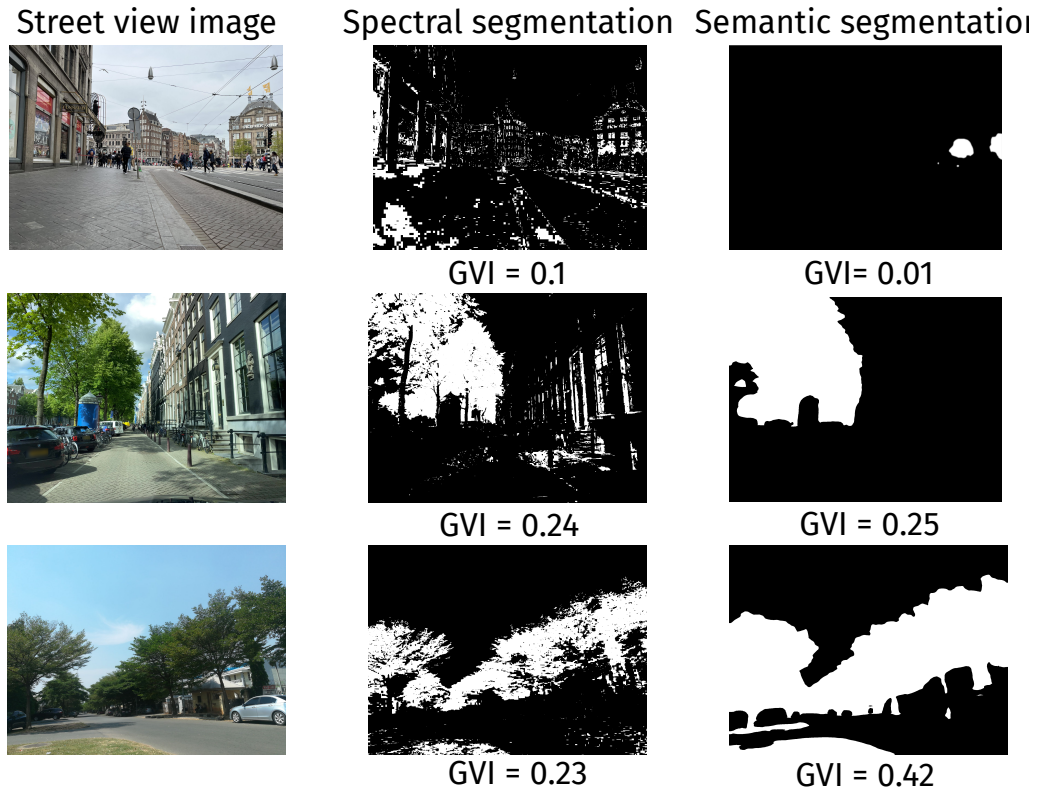 Street view image
Spectral segmentation
Semantic segmentation
GVI = 0.1
GVI= 0.01
GVI = 0.24
GVI = 0.25
GVI = 0.23
GVI = 0.42